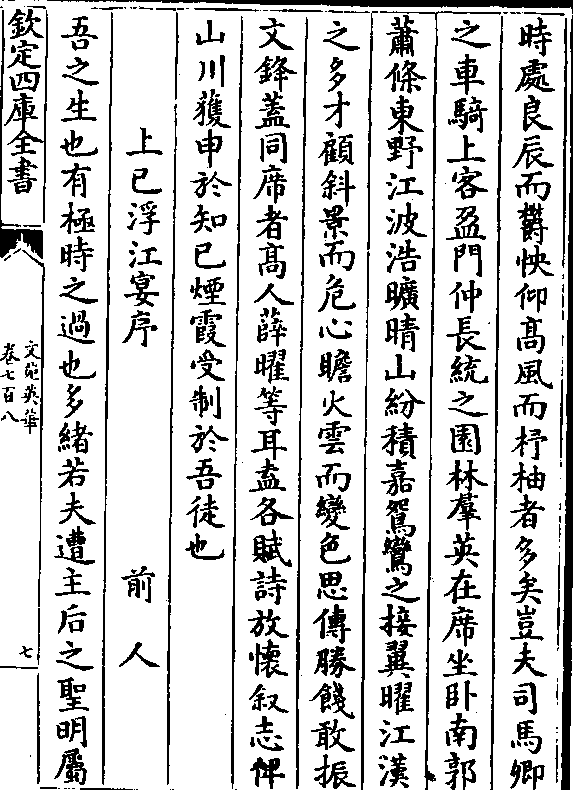 時處良辰而欝怏仰髙風而杼柚者多矣豈夫司馬卿
之車騎上客盈門仲長統之園林羣英在席坐卧南郭
蕭條東野江波浩曠晴山紛積嘉鴛鸞之接翼曜江漢
之多才顧斜景而危心瞻火雲而變色思傳勝餞敢振
文鋒蓋同席者髙人薛曜等耳盍各賦詩放懷叙志俾
山川獲申於知已煙霞受制於吾徒也
上已浮江宴序 前人
吾之生也有極時之過也多緒若夫遭主后之聖明屬
欽定四庫全書
文苑英華
卷七百八
七